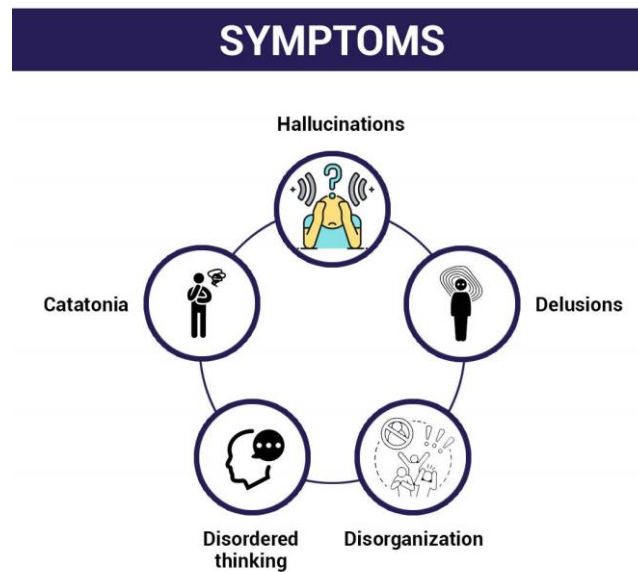 SYMPTOMS
Hallucinations
Catatonia
Delusions
Disordered
thinking
Disorganization